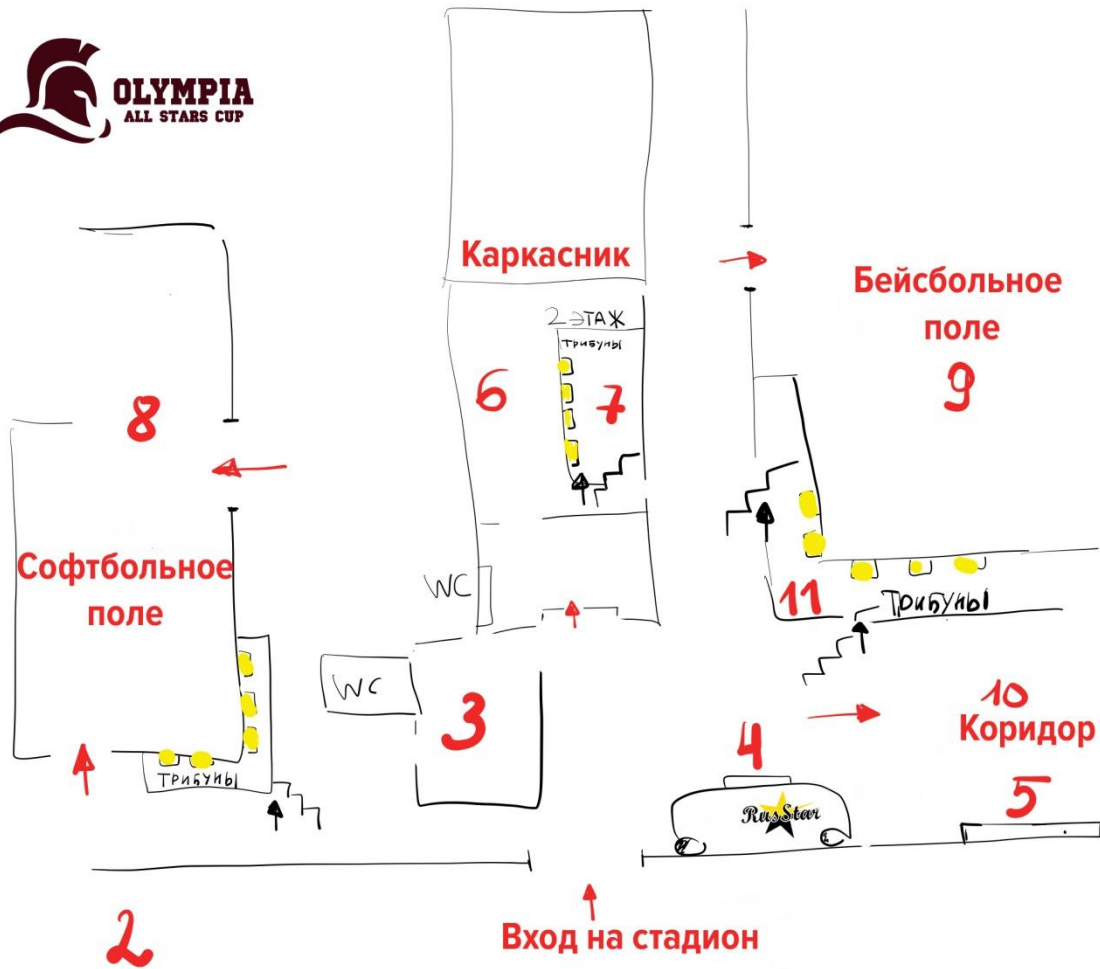 OLYMPIA
ALL STARS CUP
Каркасник
Бейсбольное
поле
9
2 ЭТАЖ
ТРИБУНЫ
6
7
8
Софтбольное
поле
WC
11
ТРИБУНЫ
WC
3
10
Коридор
4
5
ТРИБУНЫ
RusStar
2
Вход на стадион